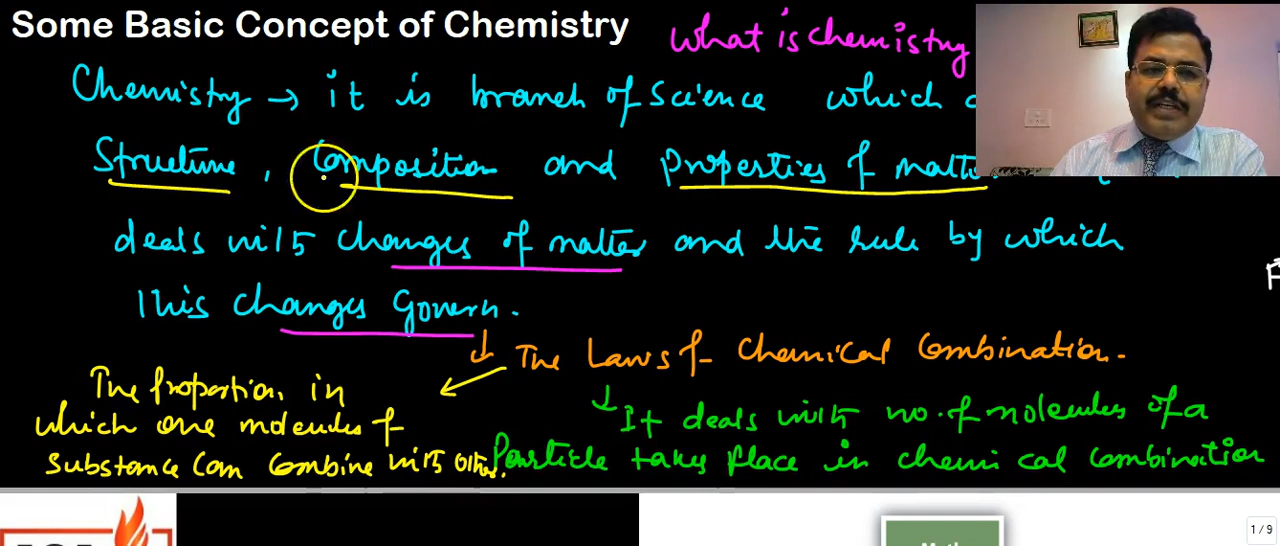 Some Basic Concept of Chemistry
What is chemistry
Chemistry → it is branch of science which
Structure, Composition and Properties of matter.
deals with changes of matter and the rule by which
this changes govern.
↓ The Laws of Chemical Combination.
The proportion in
which one molecules of
substance can combine with other.
↓ It deals with no. of molecules of a
Particle takes place in chemical combination
1 / 9